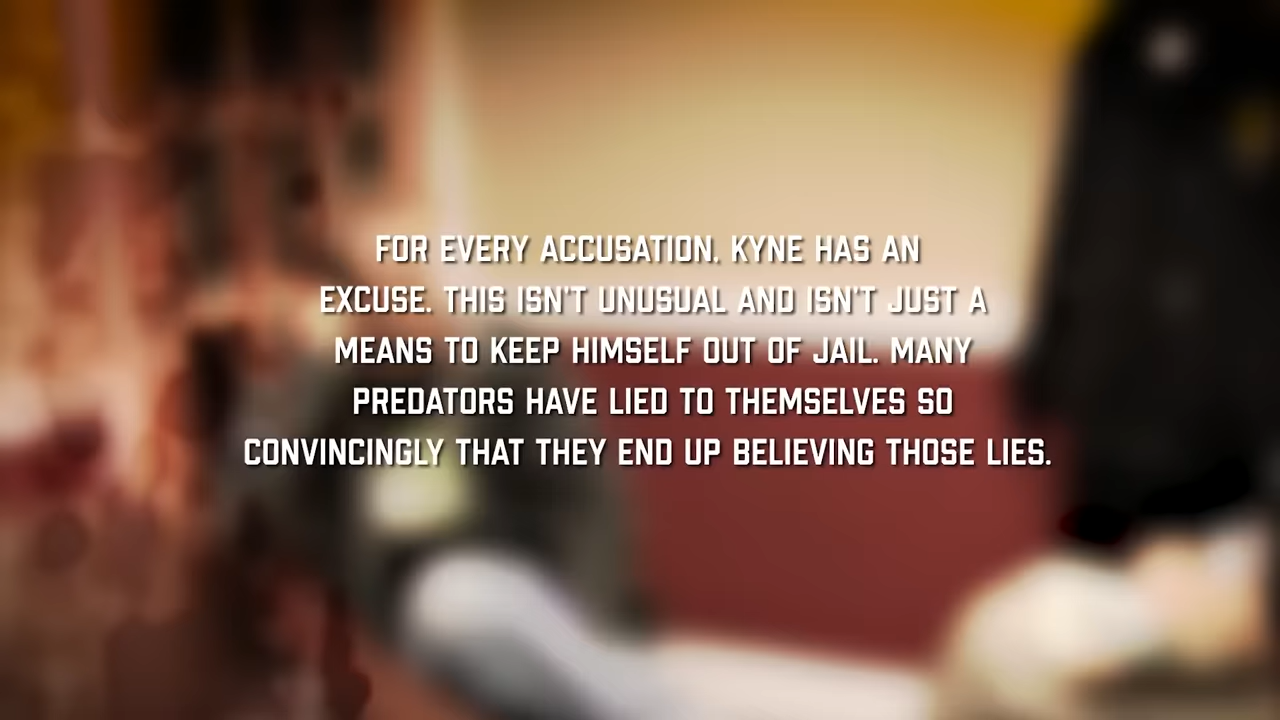 FOR EVERY ACCUSATION, KYNE HAS AN
EXCUSE. THIS ISN'T UNUSUAL AND ISN'T JUST A
MEANS TO KEEP HIMSELF OUT OF JAIL. MANY
PREDATORS HAVE LIED TO THEMSELVES SO
CONVINCINGLY THAT THEY END UP BELIEVING THOSE LIES.